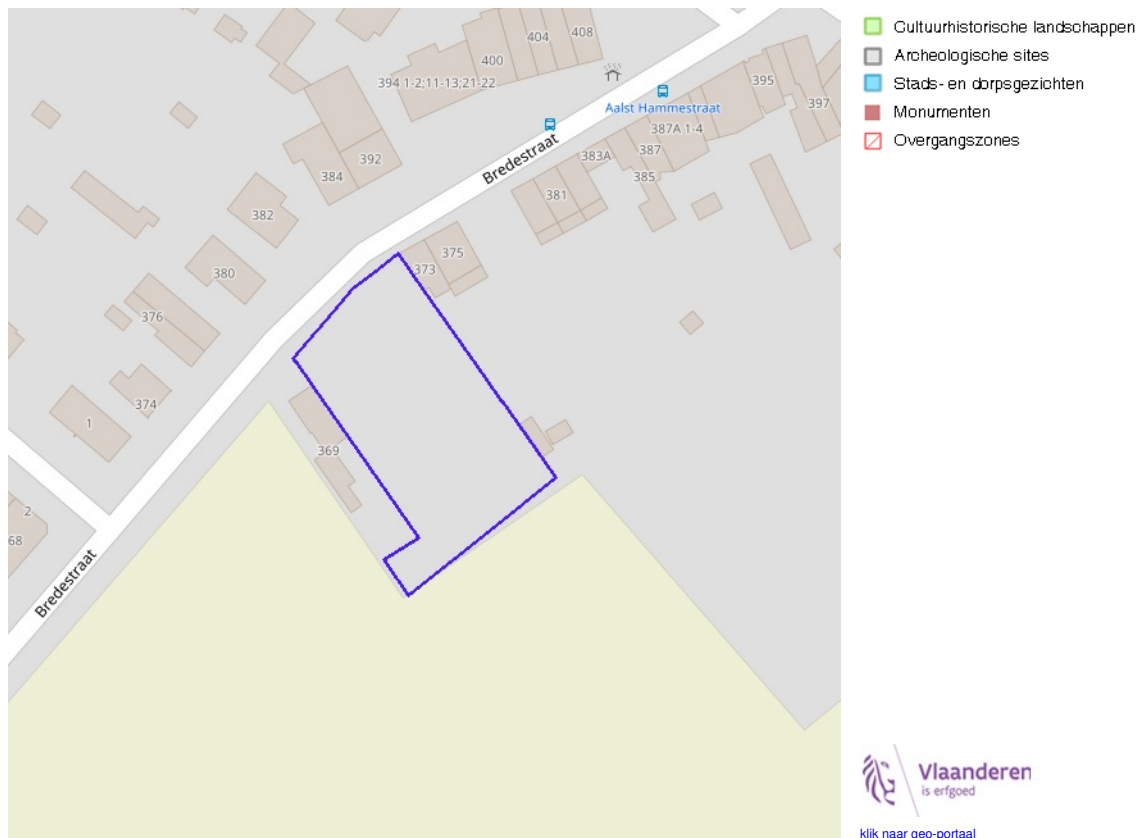 404
408
400
394 1-2;11-13;21-22
Aalst Hammestraat
395
397
387A 1-4
387
383A
385
381
Bredestraat
392
384
382
375
373
380
376
374
1
369
2
68
Bredestraat
Cultuurhistorische landschappen
Archeologische sites
Stads- en dorpsgezichten
Monumenten
Overgangszones
Vlaanderen
is erfgoed
klik naar geo-portaal